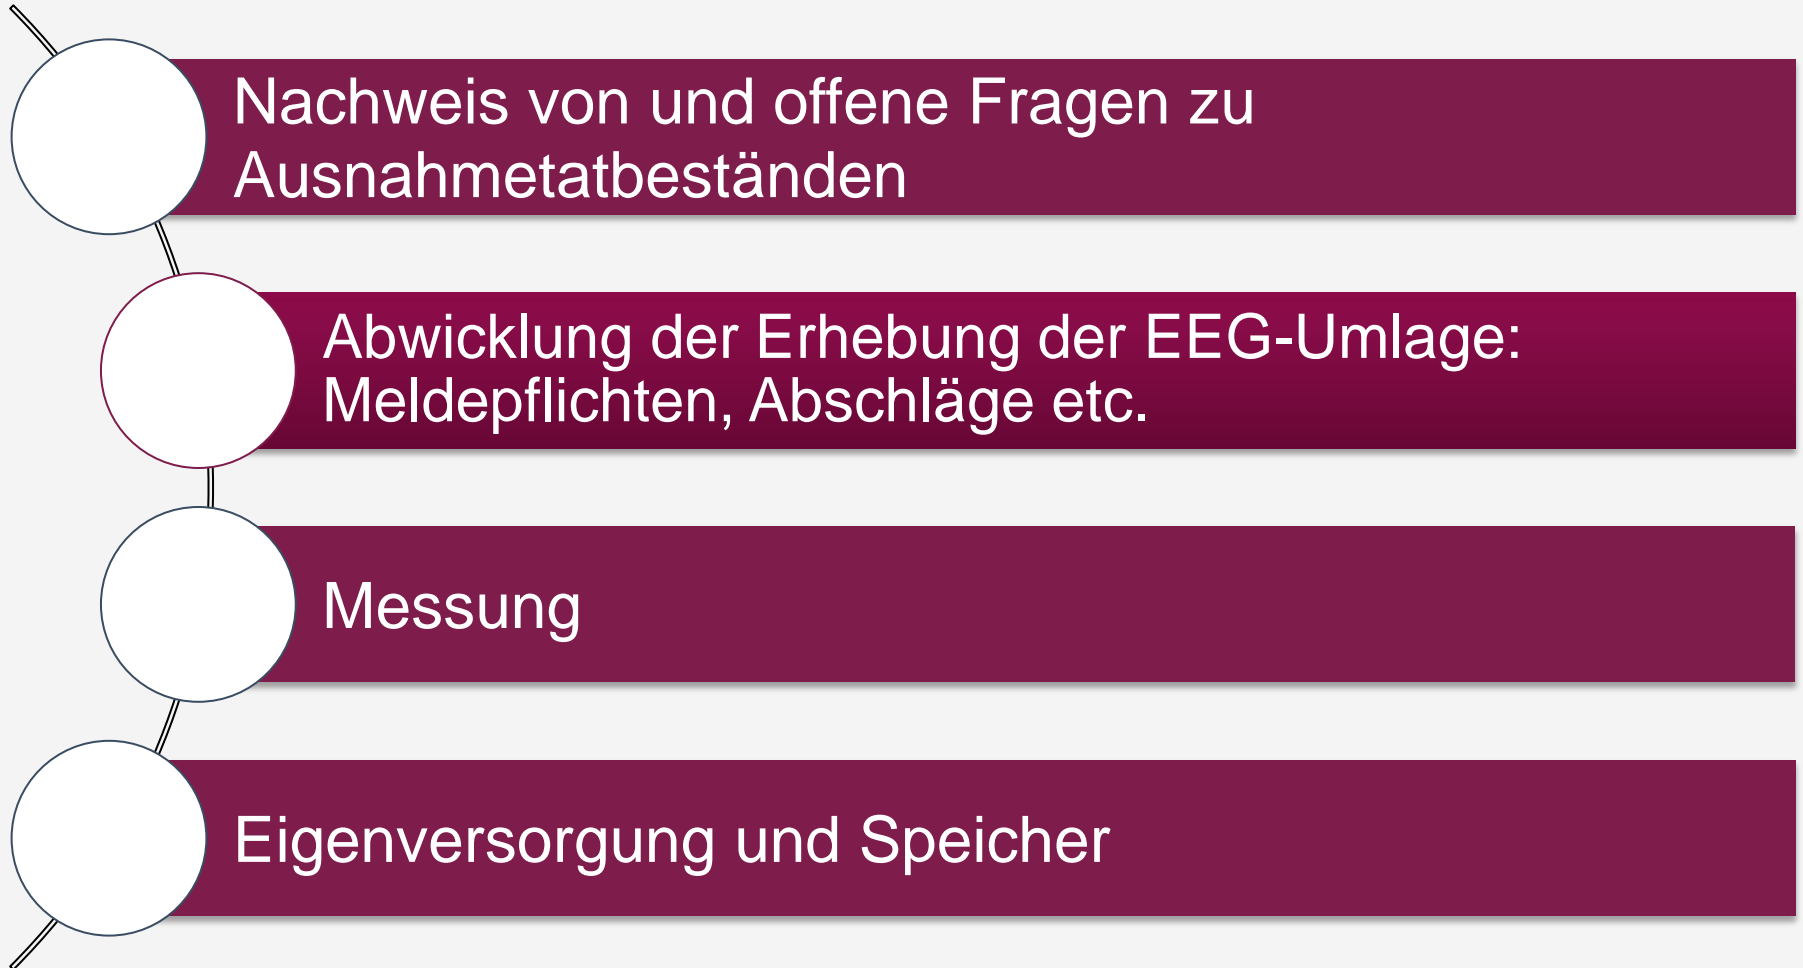 Nachweis von und offene Fragen zu
Ausnahmetatbeständen
Abwicklung der Erhebung der EEG-Umlage:
Meldepflichten, Abschläge etc.
Messung
Eigenversorgung und Speicher